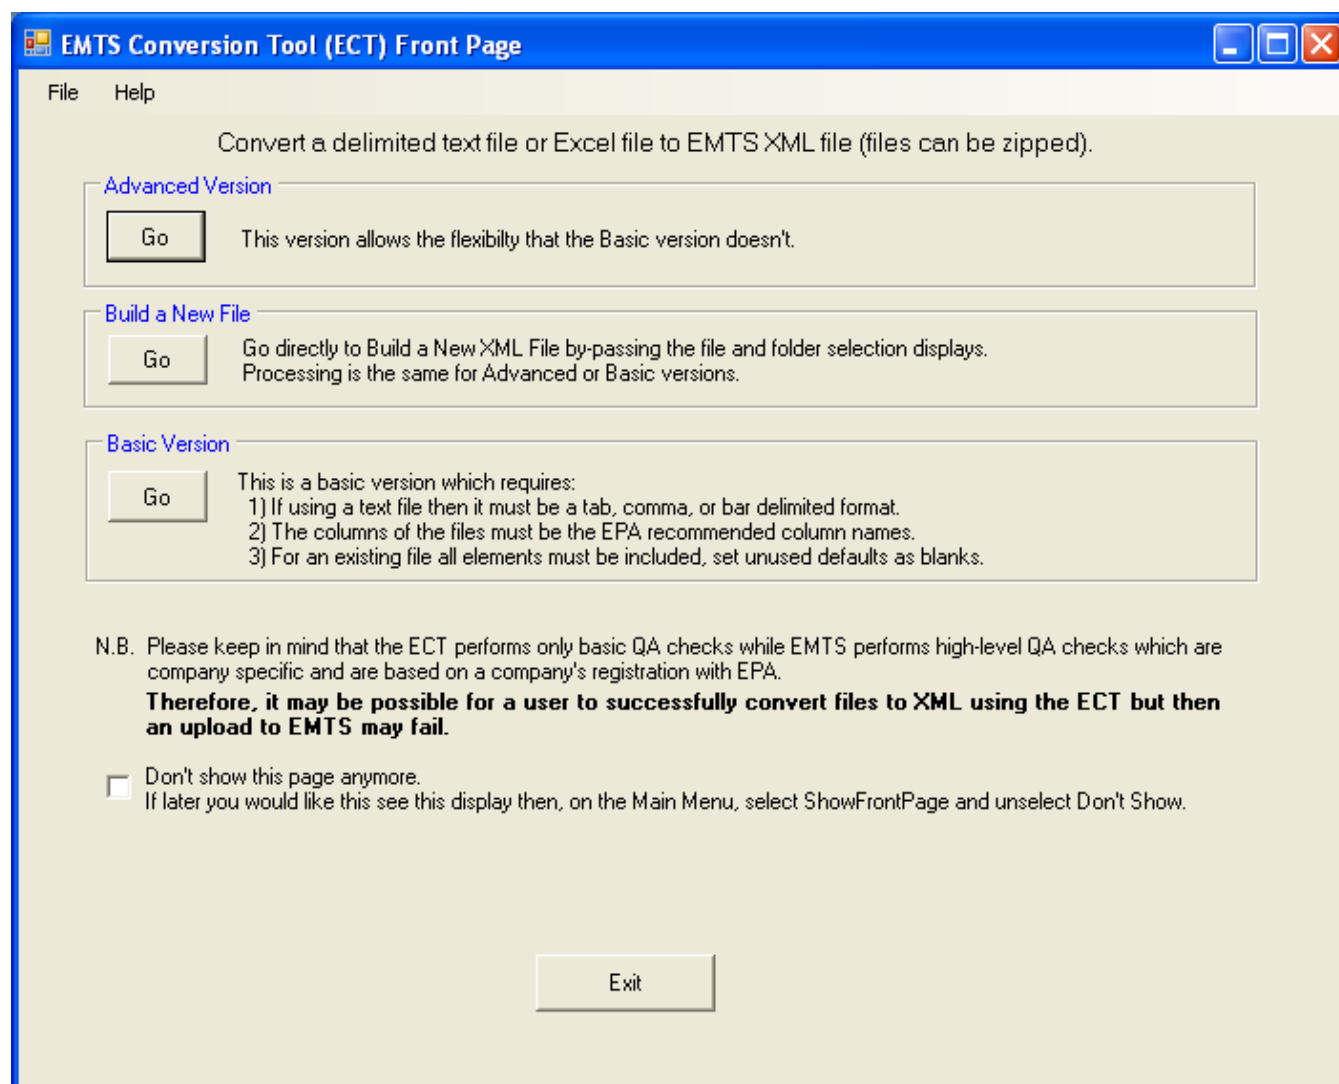 EMTS Conversion Tool (ECT) Front Page
File Help
Convert a delimited text file or Excel file to EMTS XML file (files can be zipped).
Advanced Version
Go
This version allows the flexibilty that the Basic version doesn't.
Build a New File
Go
Go directly to Build a New XML File by-passing the file and folder selection displays.
Processing is the same for Advanced or Basic versions.
Basic Version
Go
This is a basic version which requires:
1) If using a text file then it must be a tab, comma, or bar delimited format.
2) The columns of the files must be the EPA recommended column names.
3) For an existing file all elements must be included, set unused defaults as blanks.
N.B. Please keep in mind that the ECT performs only basic QA checks while EMTS performs high-level QA checks which are
company specific and are based on a company's registration with EPA.
Therefore, it may be possible for a user to successfully convert files to XML using the ECT but then
an upload to EMTS may fail.
Don't show this page anymore.
If later you would like this see this display then, on the Main Menu, select ShowFrontPage and unselect Don't Show.
Exit